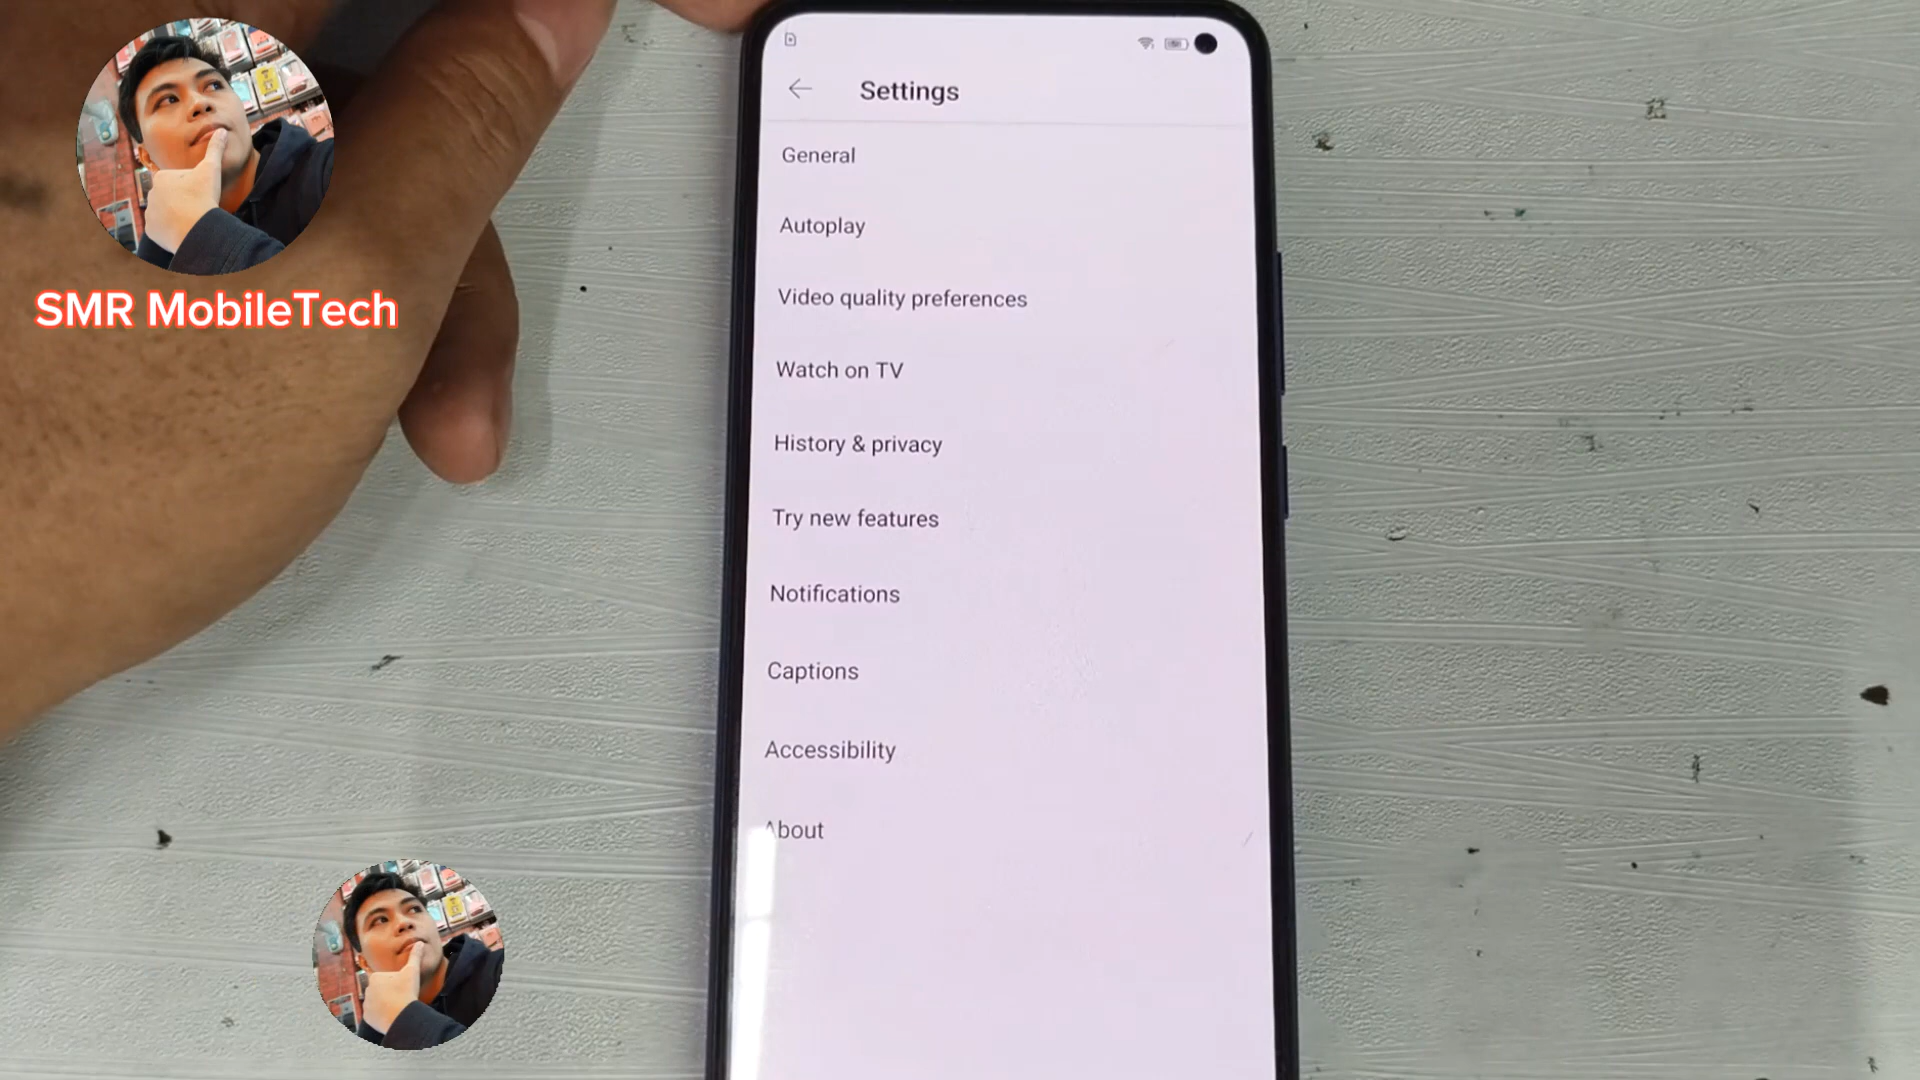 SMR MobileTech
Settings
General
Autoplay
Video quality preferences
Watch on TV
History & privacy
Try new features
Notifications
Captions
Accessibility
About